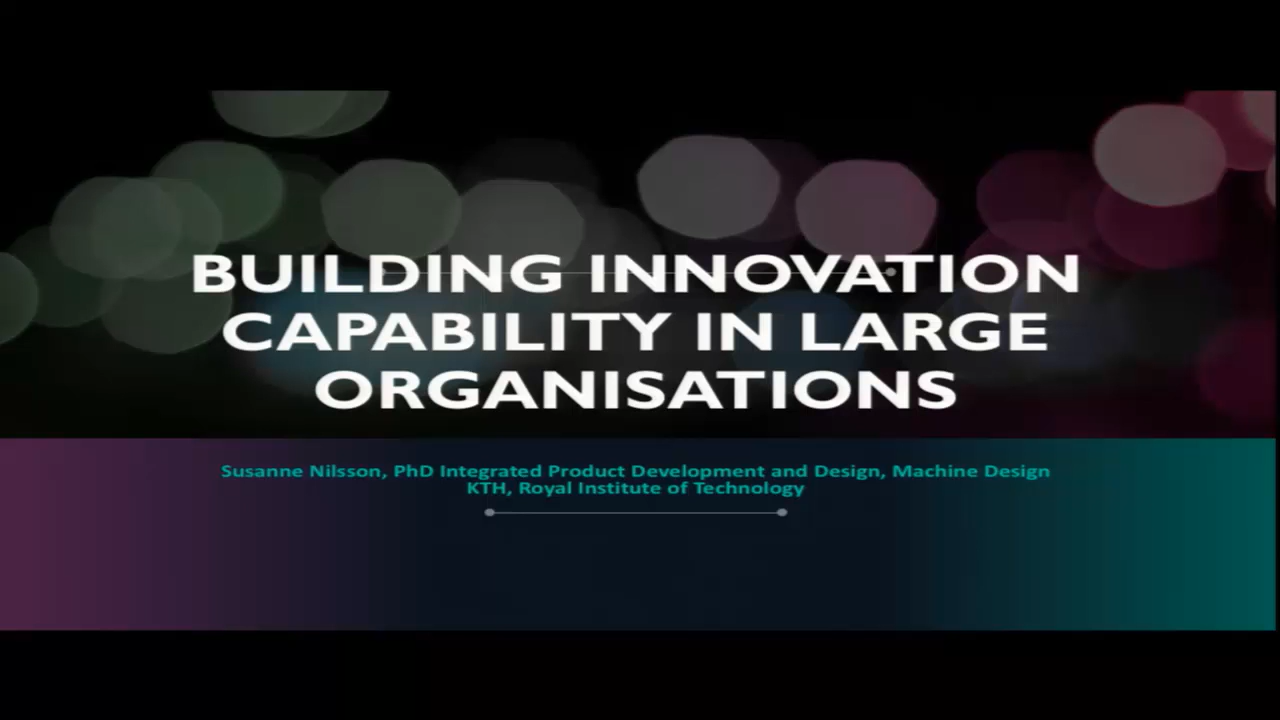 BUILDING INNOVATION
CAPABILITY IN LARGE
ORGANISATIONS
Susanne Nilsson, PhD Integrated Product Development and Design, Machine Design
KTH, Royal Institute of Technology